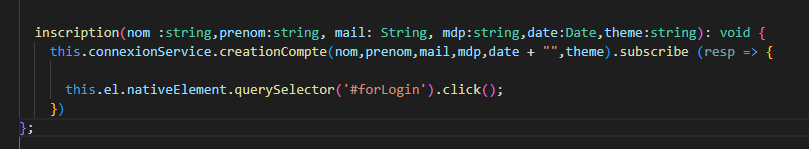 inscription(nom :string,prenom:string, mail: String, mdp:string,date:Date,theme:string): void {
this.connexionService.creationCompte(nom,prenom,mail,mdp,date + "",theme).subscribe (resp => {
this.el.nativeElement.querySelector('#forLogin').click();
})
};